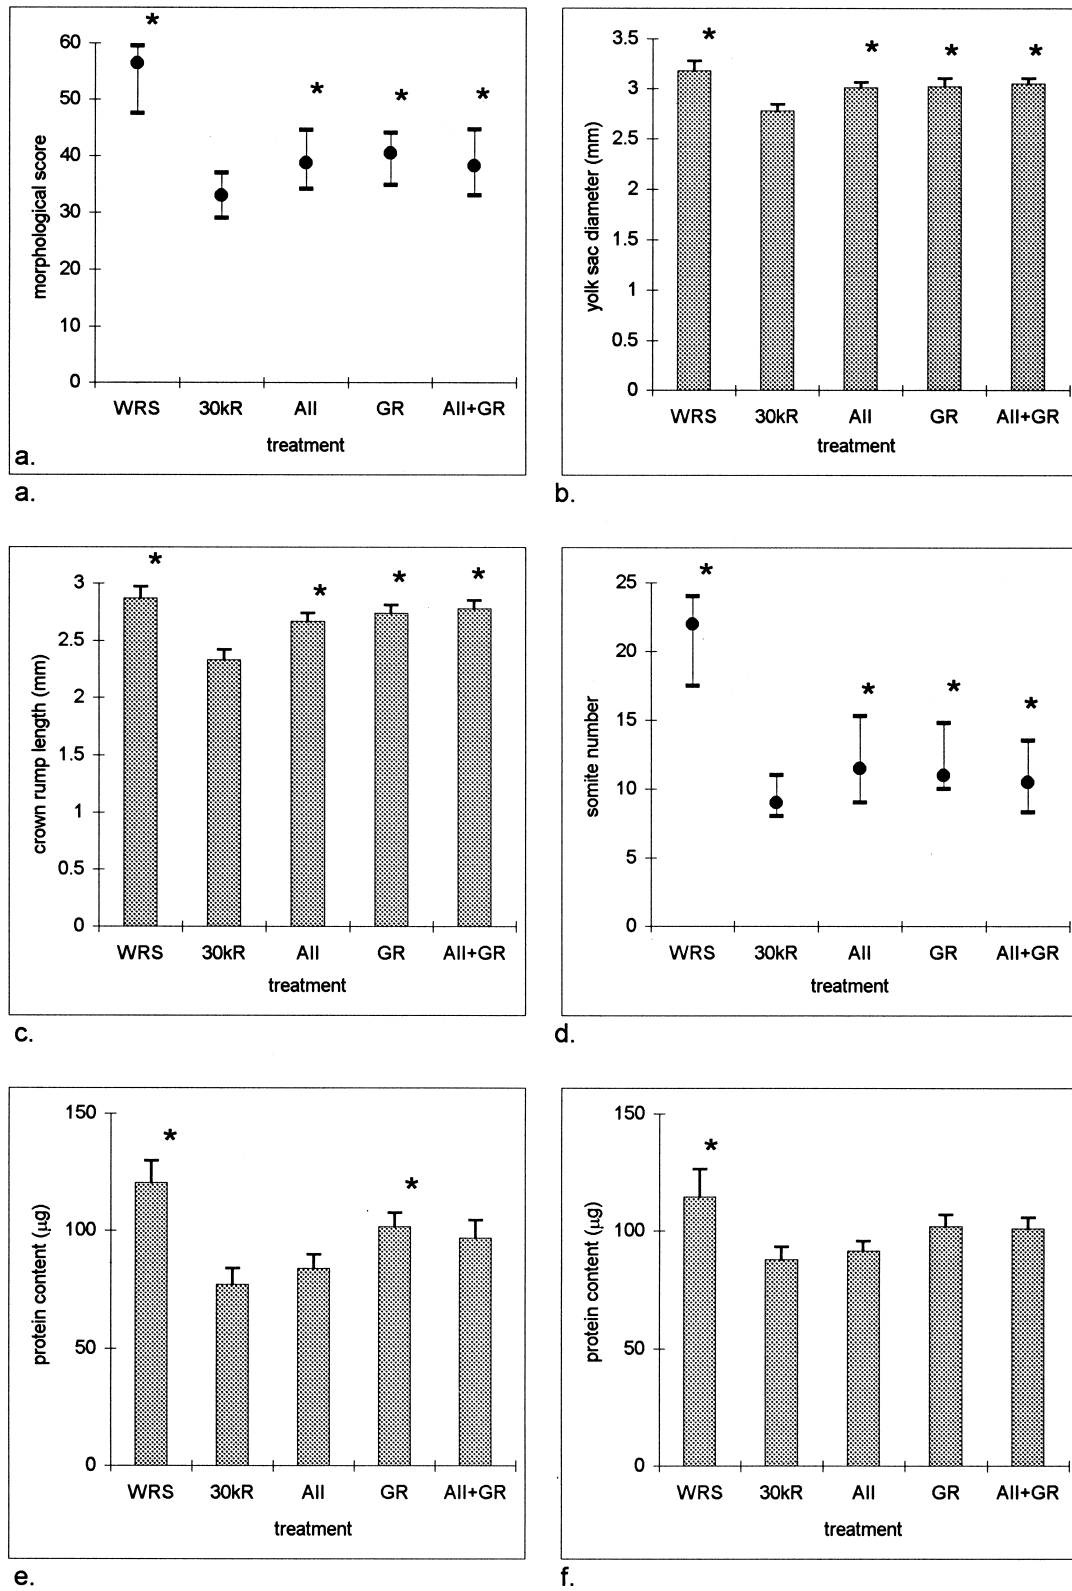 60
50
40
30
20
10
0
morphological score
*
*
*
*
WRS 30kR AII GR AII+GR
treatment
a.
a.
3.5
3
2.5
2
1.5
1
0.5
0
yolk sac diameter (mm)
*
*
*
*
WRS 30kR AII GR AII+GR
treatment
b.
3
2.5
2
1.5
1
0.5
0
crown rump length (mm)
*
*
*
*
WRS 30kR AII GR AII+GR
treatment
c.
25
20
15
10
5
0
somite number
*
*
*
*
WRS 30kR AII GR AII+GR
treatment
d.
150
100
50
0
protein content (μg)
*
*
WRS 30kR AII GR AII+GR
treatment
e.
150
100
50
0
protein content (μg)
*
WRS 30kR AII GR AII+GR
treatment
f.